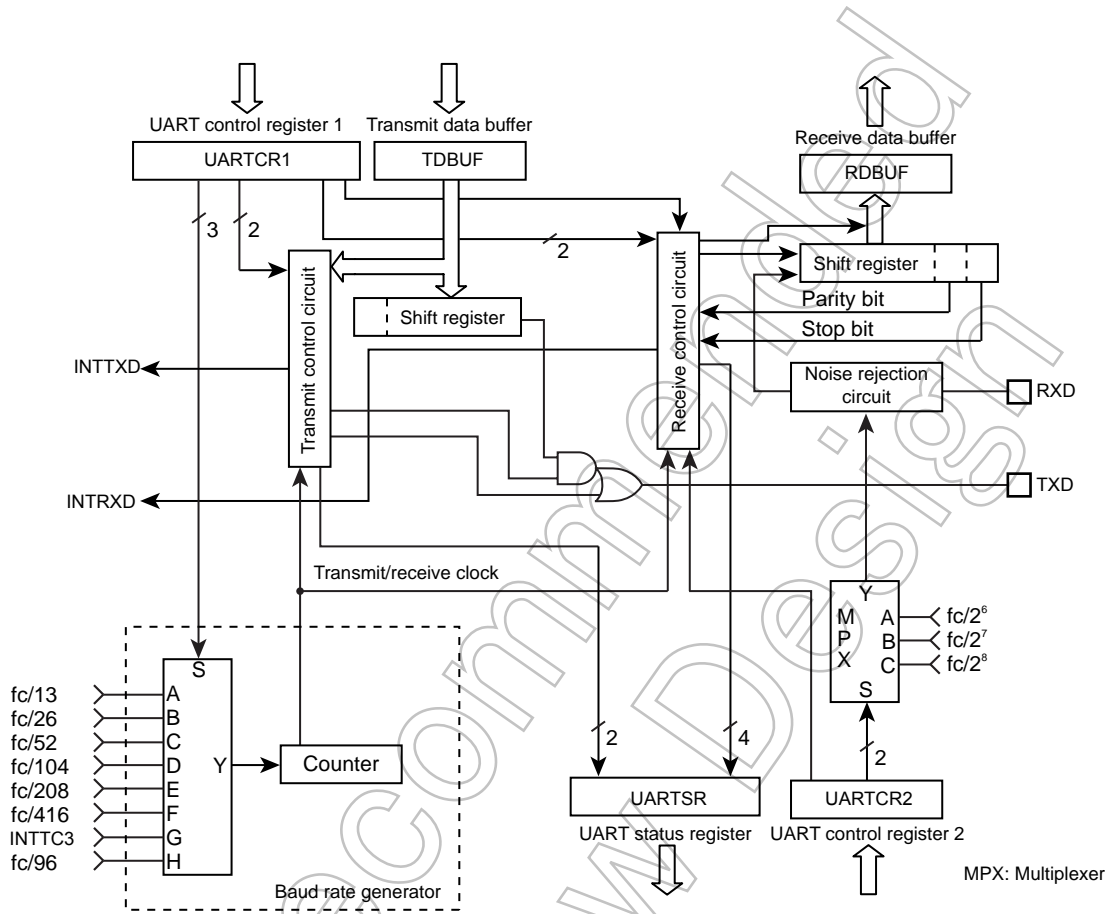 UART control register 1
Transmit data buffer
Receive data buffer
UARTCR1
TDBUF
RDBUF
3
2
2
Transmit control circuit
Receive control circuit
Shift register
Shift register
Parity bit
Stop bit
INTTXD
Noise rejection
circuit
RXD
INTRXD
TXD
Transmit/receive clock
Y
M
P
X
A
B
C
S
fc/2⁶
fc/2⁷
fc/2⁸
S
fc/13
A
fc/26
B
fc/52
C
fc/104
D
fc/208
E
fc/416
F
INTTC3
G
fc/96
H
Y
Counter
2
4
2
UARTSR
UARTCR2
UART status register
UART control register 2
Baud rate generator
MPX: Multiplexer
ecommended
w Design